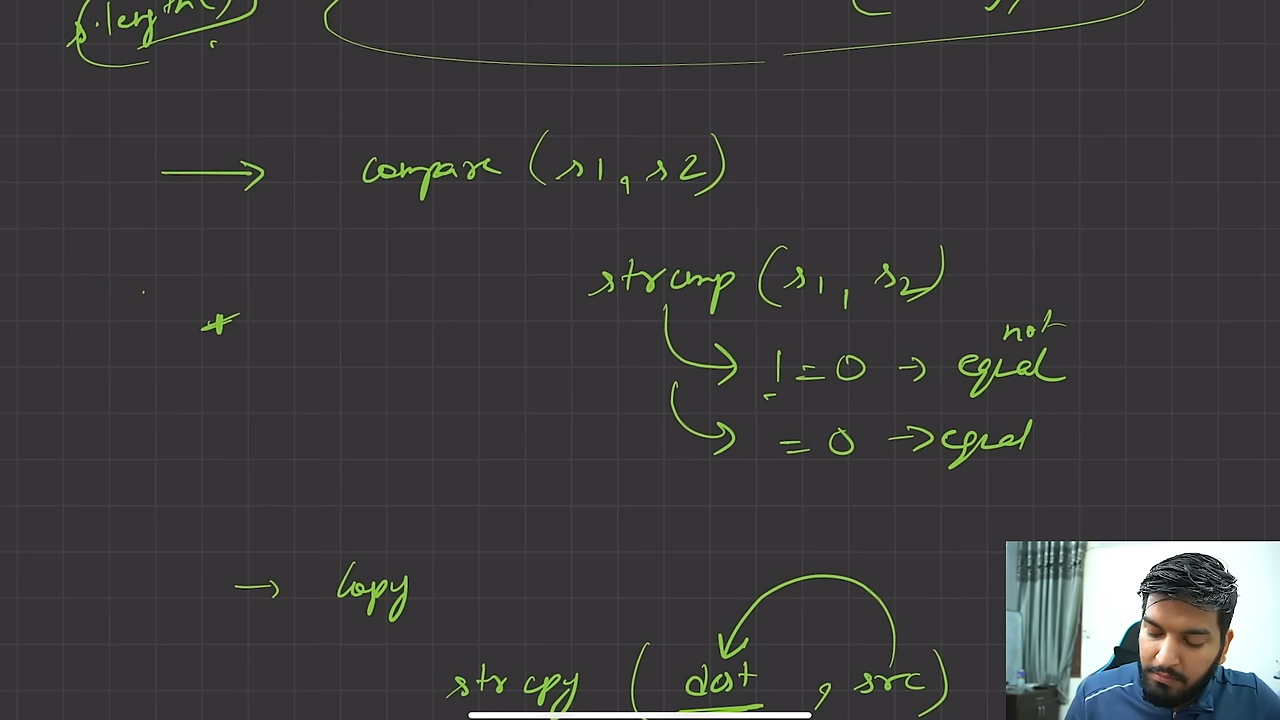 s.length()
→ compare (s1, s2)
strcmp (s1, s2)
not
!=0 → equal
=0 → equal
→ Copy
strcpy (dest, src)